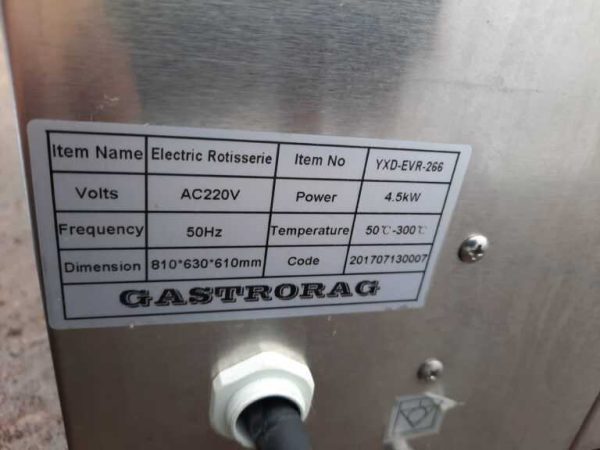 Item Name Electric Rotisserie Item No YXD-EVR-266
Volts AC220V Power 4.5kW
Frequency 50Hz Temperature 50℃-300℃
Dimension 810*630*610mm Code 201707130007
GASTRORAG